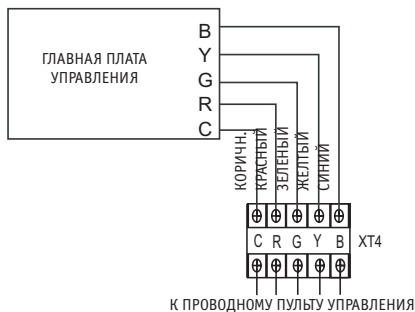 ГЛАВНАЯ ПЛАТА
УПРАВЛЕНИЯ
B
Y
G
R
C
КОРИЧН.
КРАСНЫЙ
ЗЕЛЕНЫЙ
ЖЕЛТЫЙ
СИНИЙ
C R G Y B XT4
К ПРОВОДНОМУ ПУЛЬТУ УПРАВЛЕНИЯ